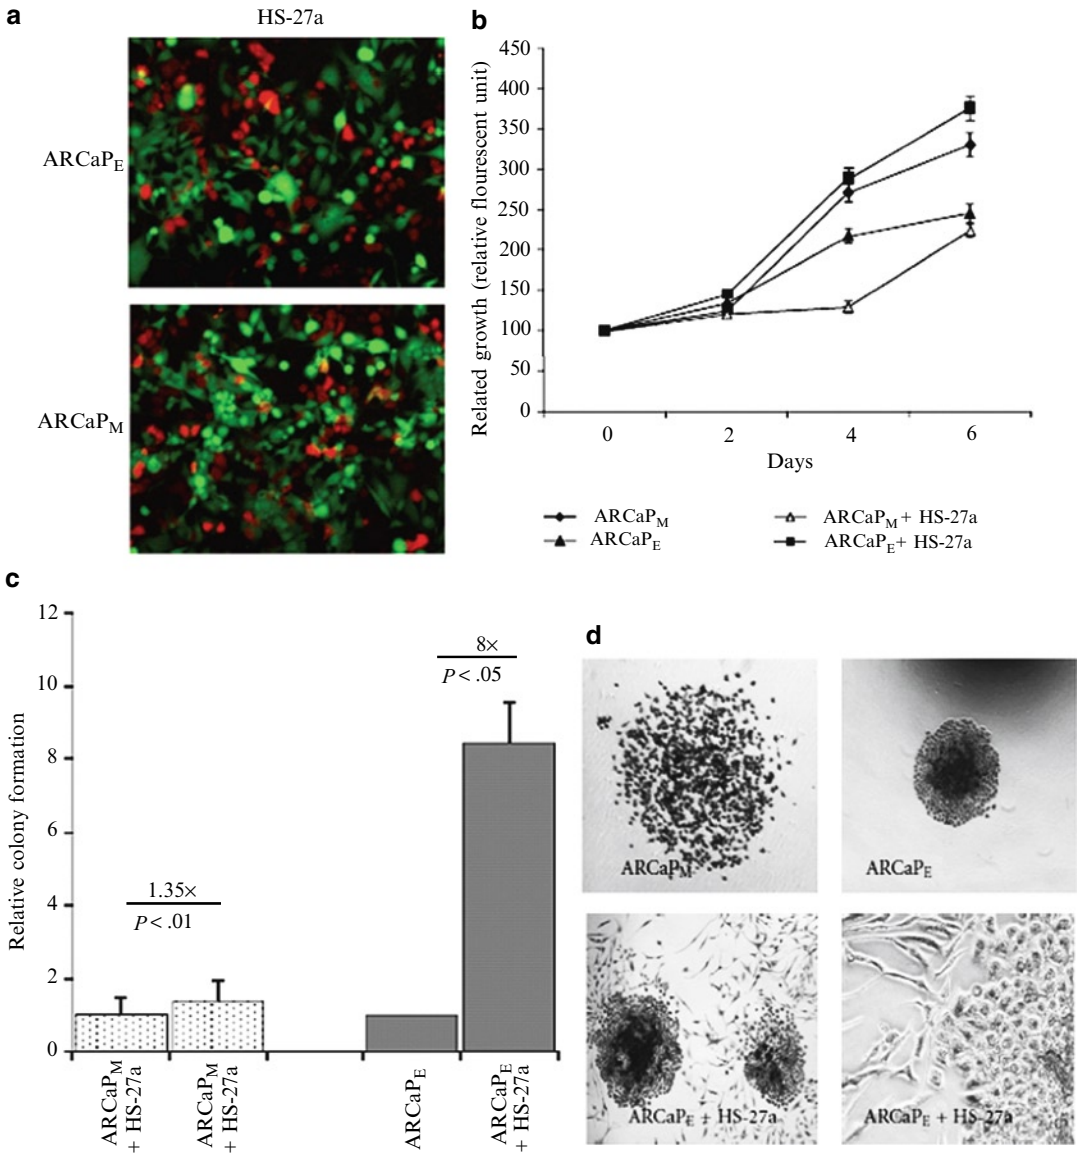 a
HS-27a
ARCaPE
ARCaPM
b
Related growth (relative flourescent unit)
450
400
350
300
250
200
150
100
50
0
0 2 4 6
Days
ARCaPM
ARCaPE
ARCaPM + HS-27a
ARCaPE+ HS-27a
c
Relative colony formation
12
10
8
6
4
2
0
1.35×
P < .01
8×
P < .05
ARCaPM
+ HS-27a
ARCaPM
+ HS-27a
ARCaPE
ARCaPE
+ HS-27a
d
ARCaPM
ARCaPE
ARCaPE + HS-27a
ARCaPE + HS-27a